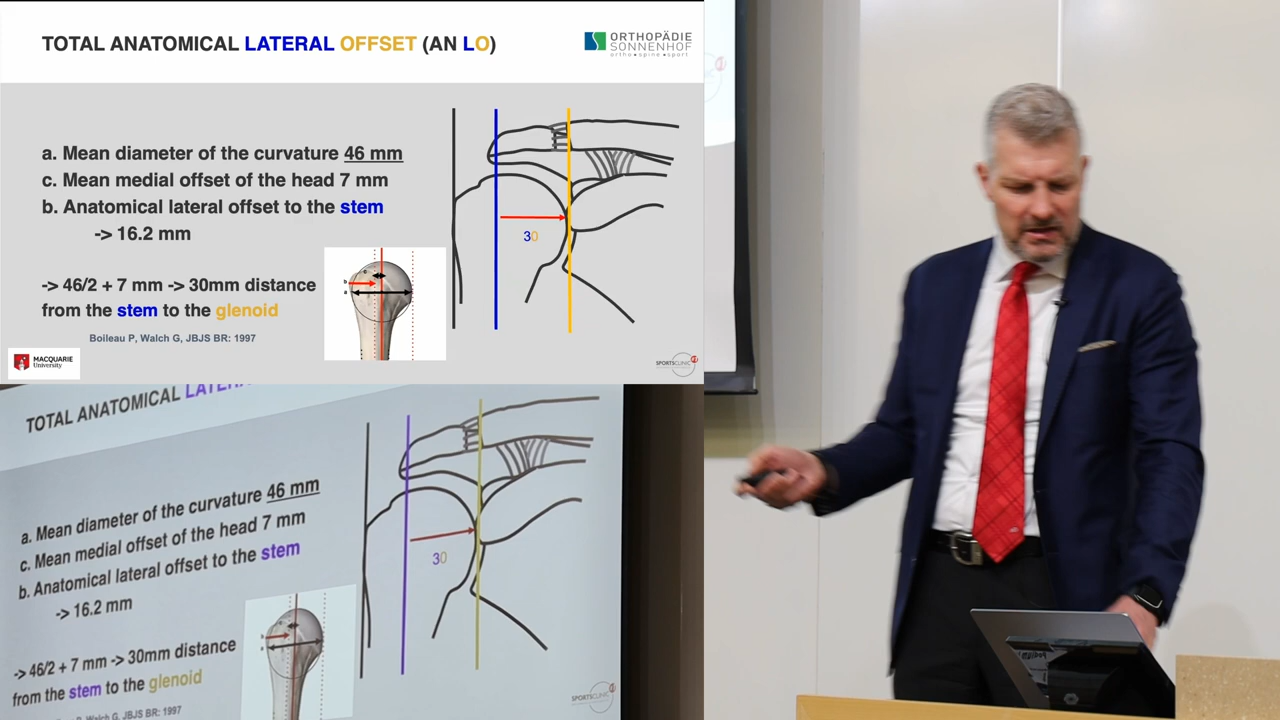 TOTAL ANATOMICAL LATERAL OFFSET (AN LO)
ORTHOPÄDIE
SONNENHOF
ortho • spine • sport
a. Mean diameter of the curvature 46 mm
c. Mean medial offset of the head 7 mm
b. Anatomical lateral offset to the stem
-> 16.2 mm
-> 46/2 + 7 mm -> 30mm distance
from the stem to the glenoid
Boileau P, Walch G, JBJS BR: 1997
30
c
b
a
MACQUARIE
University
SPORTSCLINIC
TOTAL ANATOMICAL LATERA
a. Mean diameter of the curvature 46 mm
c. Mean medial offset of the head 7 mm
b. Anatomical lateral offset to the stem
-> 16.2 mm
-> 46/2 + 7 mm -> 30mm distance
from the stem to the glenoid
P, Walch G, JBJS BR: 1997
30
b
a
SPORTSCLINIC